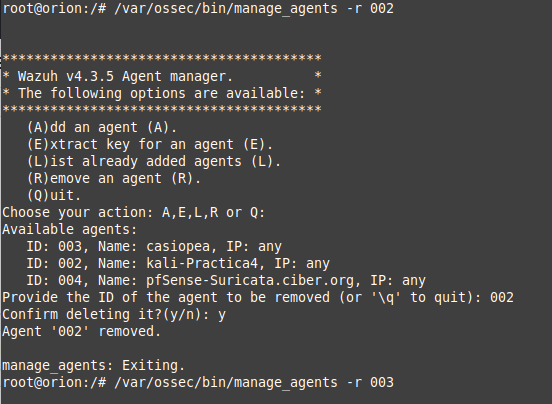 root@orion:/# /var/ossec/bin/manage_agents -r 002
****************************************
* Wazuh v4.3.5 Agent manager.          *
* The following options are available: *
****************************************
   (A)dd an agent (A).
   (E)xtract key for an agent (E).
   (L)ist already added agents (L).
   (R)emove an agent (R).
   (Q)uit.
Choose your action: A,E,L,R or Q:
Available agents:
   ID: 003, Name: casiopea, IP: any
   ID: 002, Name: kali-Practica4, IP: any
   ID: 004, Name: pfSense-Suricata.ciber.org, IP: any
Provide the ID of the agent to be removed (or '\q' to quit): 002
Confirm deleting it?(y/n): y
Agent '002' removed.
manage_agents: Exiting.
root@orion:/# /var/ossec/bin/manage_agents -r 003